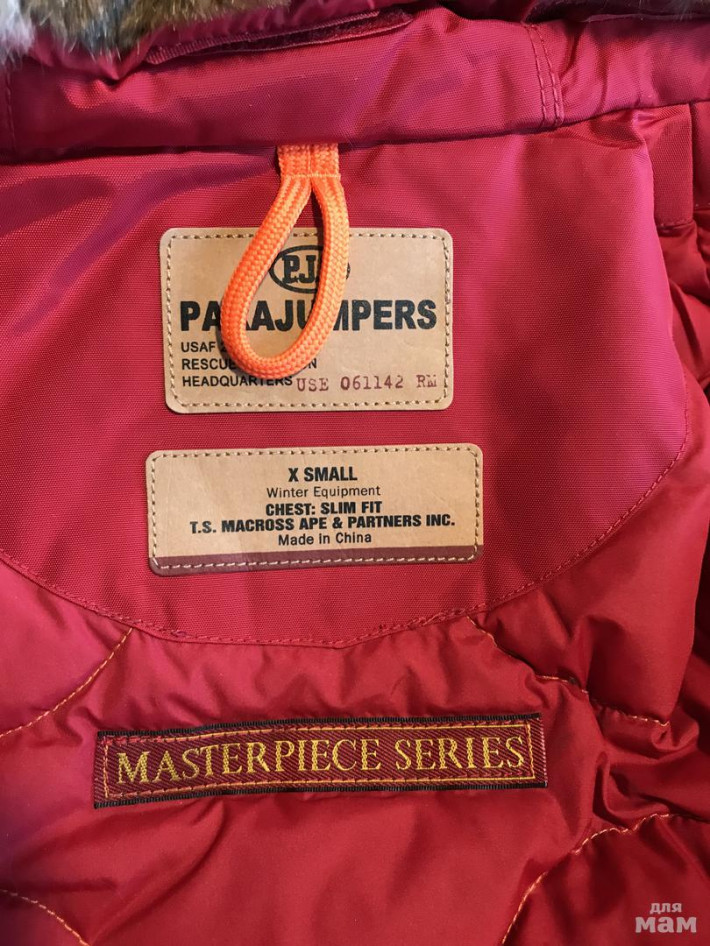 P.J.
PARAJUMPERS
USAF
RESCUE
HEADQUARTERS USE 061142 RM
X SMALL
Winter Equipment
CHEST: SLIM FIT
T.S. MACROSS APE & PARTNERS INC.
Made in China
MASTERPIECE SERIES
для
мам